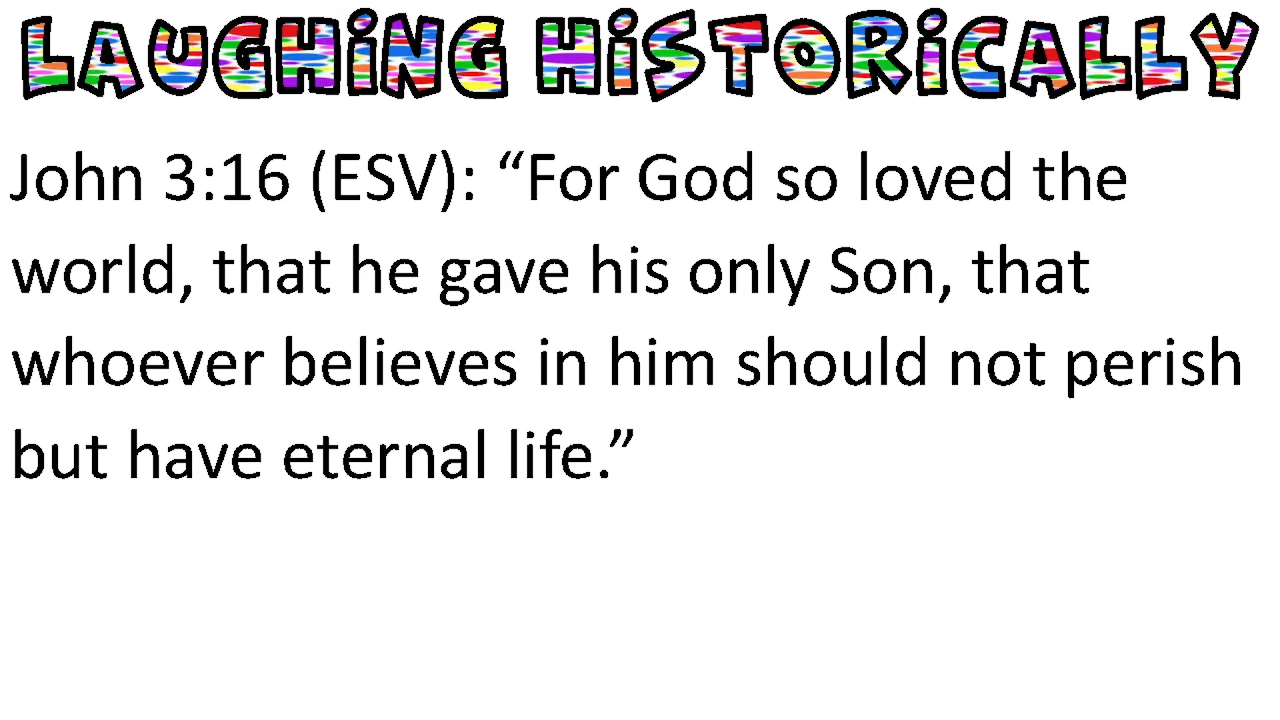 LAUGHiNG HiSTORiCALLY
John 3:16 (ESV): “For God so loved the
world, that he gave his only Son, that
whoever believes in him should not perish
but have eternal life.”